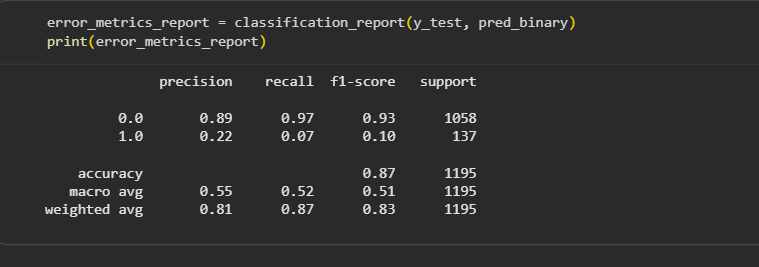 error_metrics_report = classification_report(y_test, pred_binary)
print(error_metrics_report)
precision recall f1-score support
0.0 0.89 0.97 0.93 1058
1.0 0.22 0.07 0.10 137
accuracy 0.87 1195
macro avg 0.55 0.52 0.51 1195
weighted avg 0.81 0.87 0.83 1195